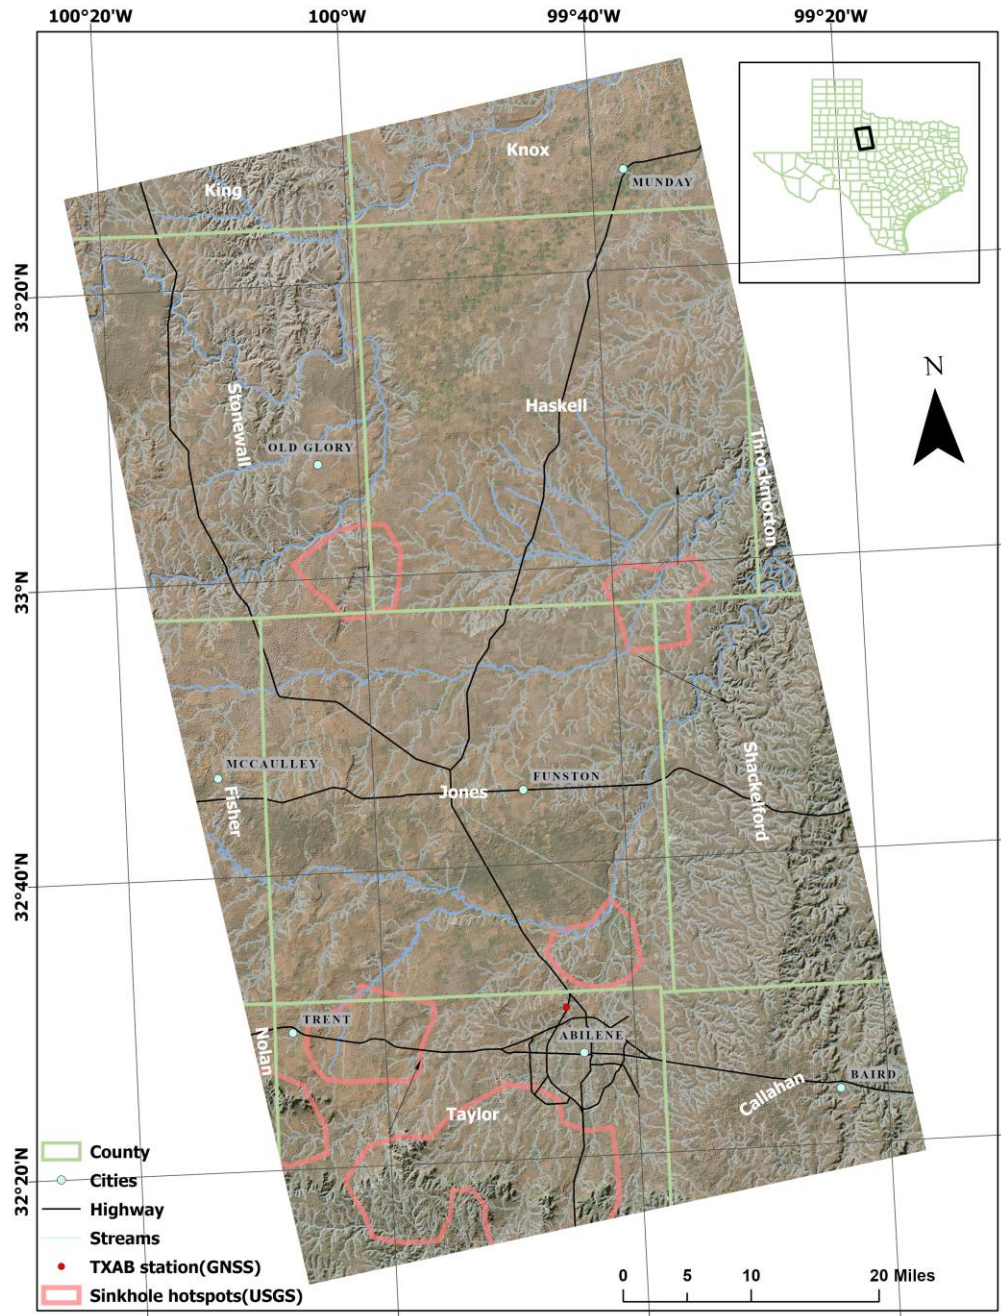 100°20'W 100°W 99°40'W 99°20'W
Knox
King
MUNDAY
33°20'N
N
Stonewall
Haskell
OLD GLORY
Throckmorton
33°N
MCCAULLEY
FUNSTON
Jones
Fisher
Shackelford
32°40'N
TRENT
ABILENE
Nolan
BAIRD
Callahan
Taylor
32°20'N
County
Cities
Highway
Streams
TXAB station(GNSS)
Sinkhole hotspots(USGS)
0 5 10 20 Miles